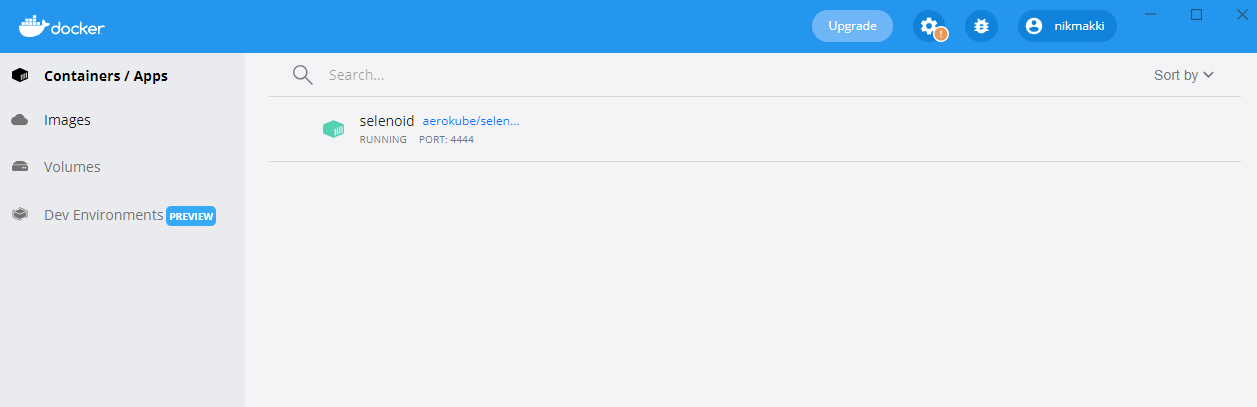 docker
Upgrade
!
nikmakki
Containers / Apps
Images
Volumes
Dev Environments PREVIEW
Search...
Sort by
selenoid aerokube/selen...
RUNNING PORT: 4444